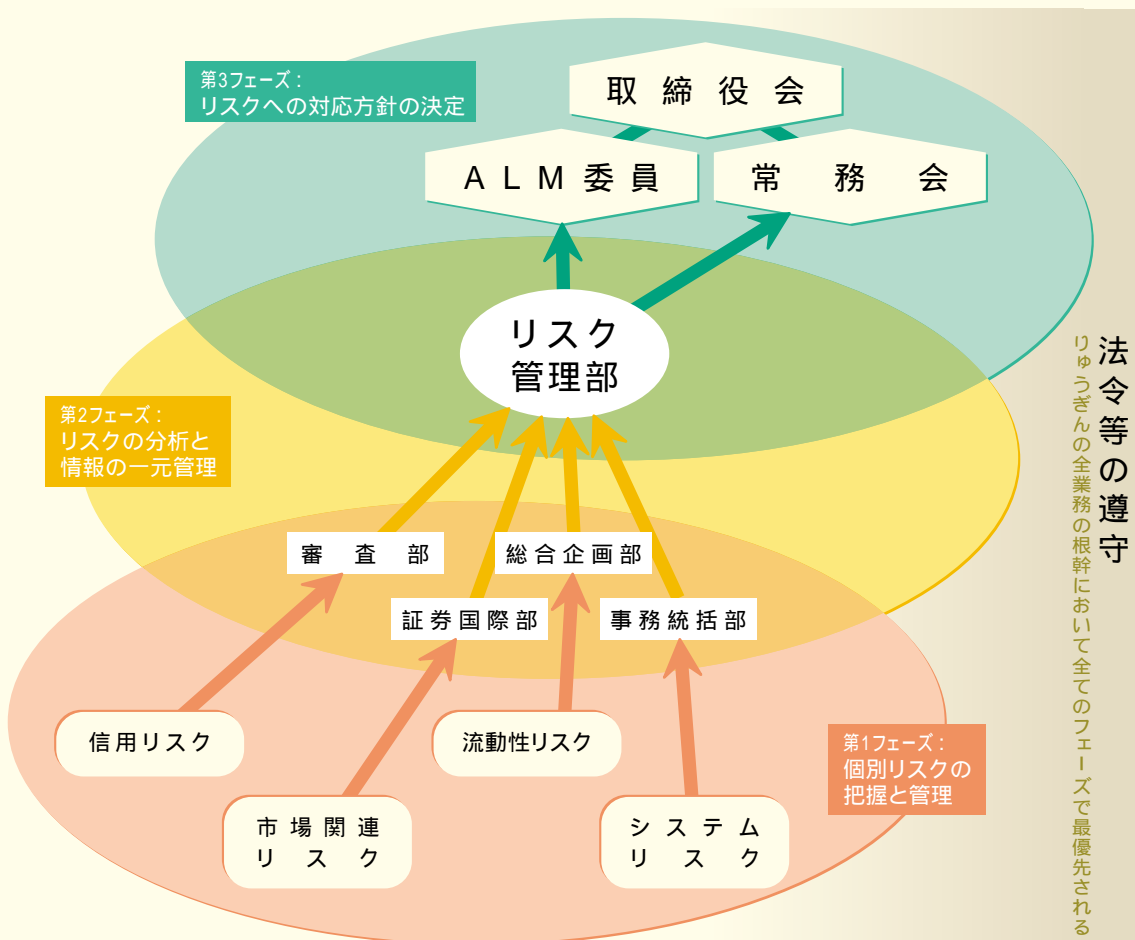 第3フェーズ：
リスクへの対応方針の決定
取締役会
ALM委員
常務会
リスク
管理部
第2フェーズ：
リスクの分析と
情報の一元管理
審査部
総合企画部
証券国際部
事務統括部
信用リスク
流動性リスク
市場関連
リスク
システム
リスク
第1フェーズ：
個別リスクの
把握と管理
法令等の遵守
りゅうぎんの全業務の根幹において全てのフェーズで最優先される